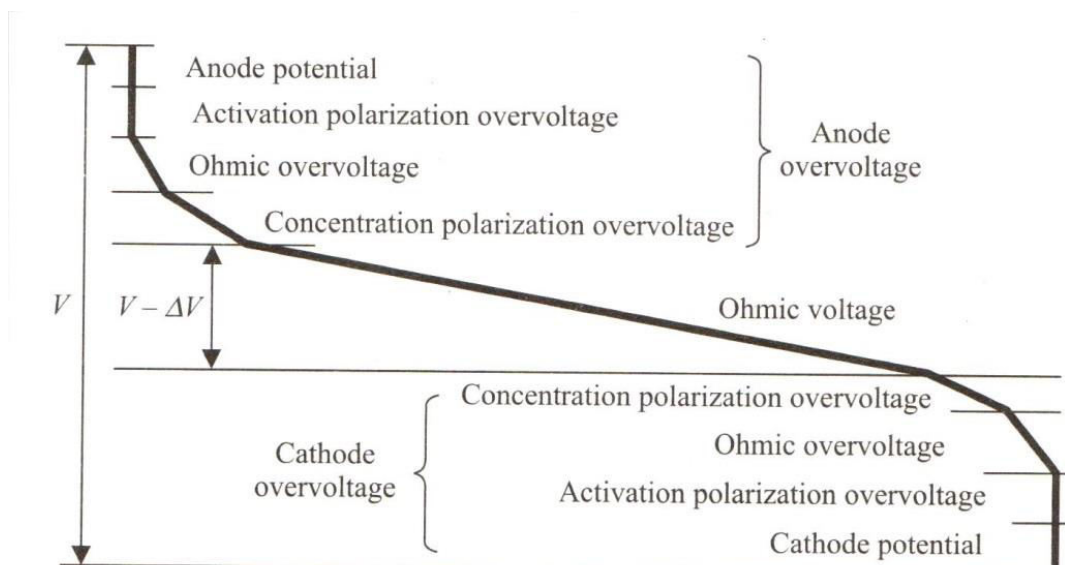 Anode potential
Activation polarization overvoltage
Ohmic overvoltage
Concentration polarization overvoltage
Anode
overvoltage
V
V – ΔV
Ohmic voltage
Concentration polarization overvoltage
Ohmic overvoltage
Activation polarization overvoltage
Cathode potential
Cathode
overvoltage